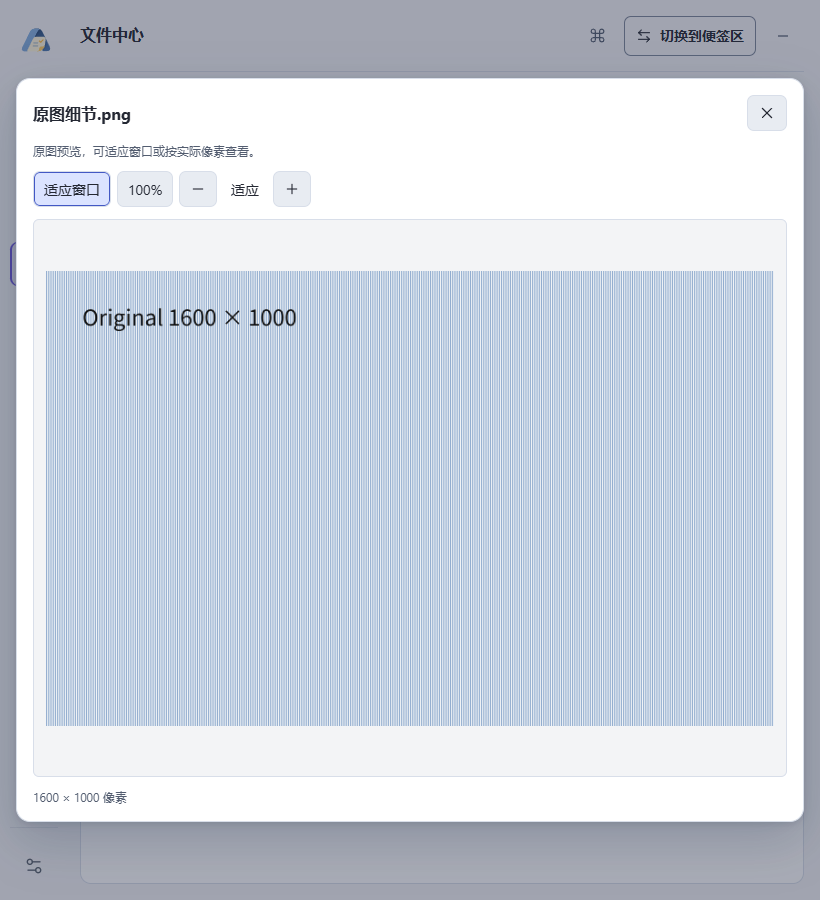 文件中心
切换到便签区
原图细节.png
原图预览，可适应窗口或按实际像素查看。
适应窗口 100% − 适应 +
Original 1600 × 1000
1600 × 1000 像素